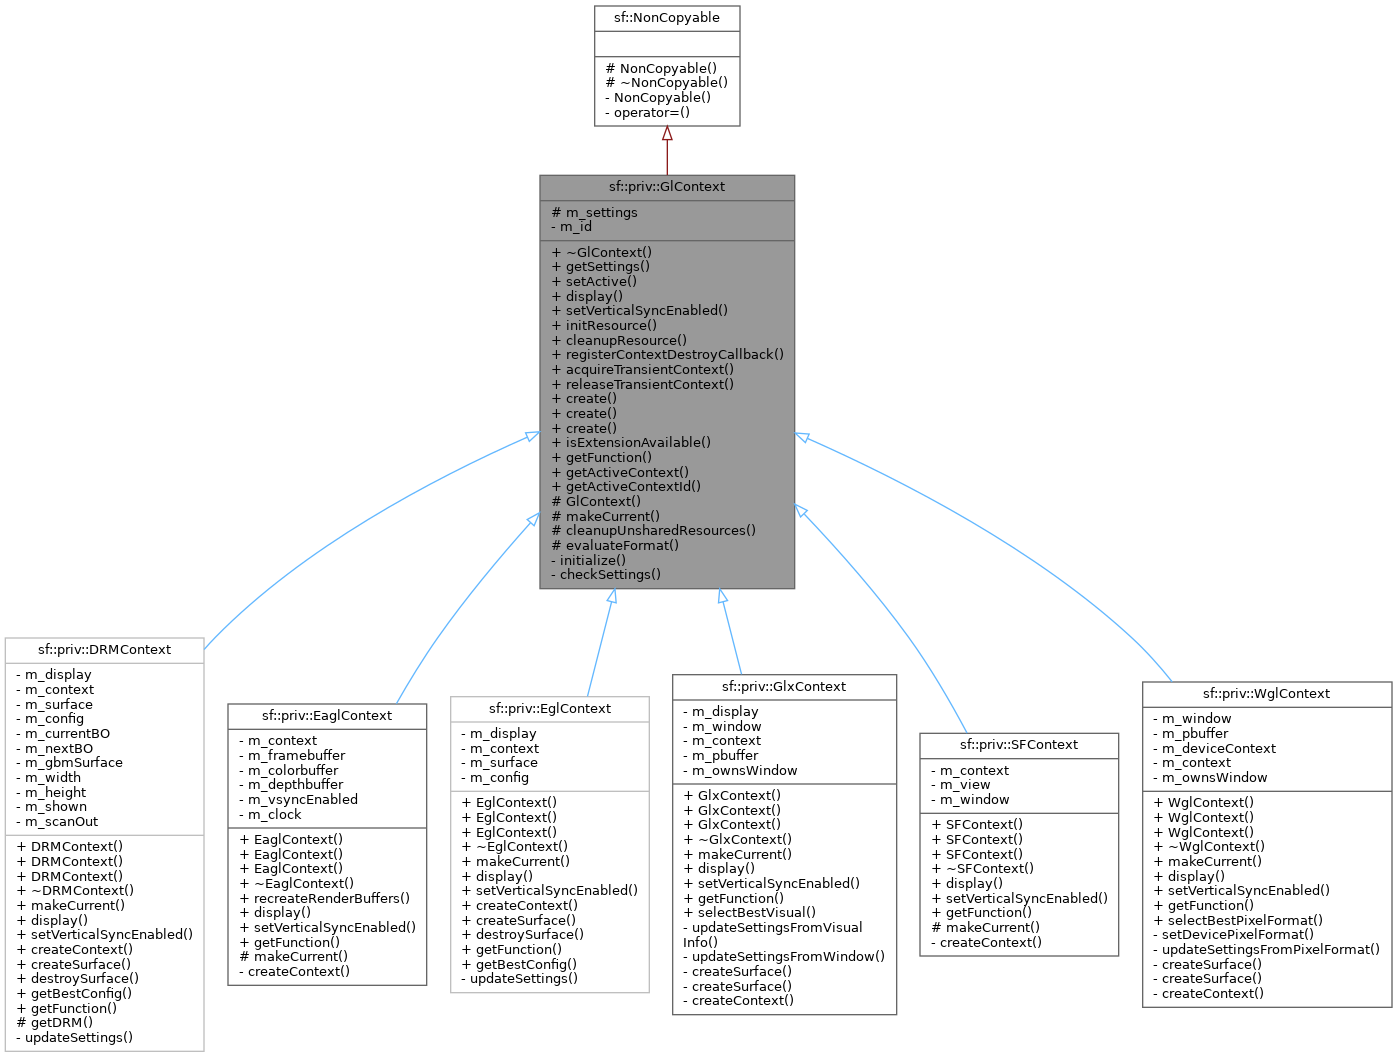 sf::NonCopyable
# NonCopyable()
# ~NonCopyable()
- NonCopyable()
- operator=()
sf::priv::GlContext
# m_settings
- m_id
+ ~GlContext()
+ getSettings()
+ setActive()
+ display()
+ setVerticalSyncEnabled()
+ initResource()
+ cleanupResource()
+ registerContextDestroyCallback()
+ acquireTransientContext()
+ releaseTransientContext()
+ create()
+ create()
+ create()
+ isExtensionAvailable()
+ getFunction()
+ getActiveContext()
+ getActiveContextId()
# GlContext()
# makeCurrent()
# cleanupUnsharedResources()
# evaluateFormat()
- initialize()
- checkSettings()
sf::priv::DRMContext
- m_display
- m_context
- m_surface
- m_config
- m_currentBO
- m_nextBO
- m_gbmSurface
- m_width
- m_height
- m_shown
- m_scanOut
+ DRMContext()
+ DRMContext()
+ DRMContext()
+ ~DRMContext()
+ makeCurrent()
+ display()
+ setVerticalSyncEnabled()
+ createContext()
+ createSurface()
+ destroySurface()
+ getBestConfig()
+ getFunction()
# getDRM()
- updateSettings()
sf::priv::EaglContext
- m_context
- m_framebuffer
- m_colorbuffer
- m_depthbuffer
- m_vsyncEnabled
- m_clock
+ EaglContext()
+ EaglContext()
+ EaglContext()
+ ~EaglContext()
+ recreateRenderBuffers()
+ display()
+ setVerticalSyncEnabled()
+ getFunction()
# makeCurrent()
- createContext()
sf::priv::EglContext
- m_display
- m_context
- m_surface
- m_config
+ EglContext()
+ EglContext()
+ EglContext()
+ ~EglContext()
+ makeCurrent()
+ display()
+ setVerticalSyncEnabled()
+ createContext()
+ createSurface()
+ destroySurface()
+ getFunction()
+ getBestConfig()
- updateSettings()
sf::priv::GlxContext
- m_display
- m_window
- m_context
- m_pbuffer
- m_ownsWindow
+ GlxContext()
+ GlxContext()
+ GlxContext()
+ ~GlxContext()
+ makeCurrent()
+ display()
+ setVerticalSyncEnabled()
+ getFunction()
+ selectBestVisual()
- updateSettingsFromVisual
Info()
- updateSettingsFromWindow()
- createSurface()
- createSurface()
- createContext()
sf::priv::SFContext
- m_context
- m_view
- m_window
+ SFContext()
+ SFContext()
+ SFContext()
+ ~SFContext()
+ display()
+ setVerticalSyncEnabled()
+ getFunction()
# makeCurrent()
- createContext()
sf::priv::WglContext
- m_window
- m_pbuffer
- m_deviceContext
- m_context
- m_ownsWindow
+ WglContext()
+ WglContext()
+ WglContext()
+ ~WglContext()
+ makeCurrent()
+ display()
+ setVerticalSyncEnabled()
+ getFunction()
+ selectBestPixelFormat()
- setDevicePixelFormat()
- updateSettingsFromPixelFormat()
- createSurface()
- createSurface()
- createContext()